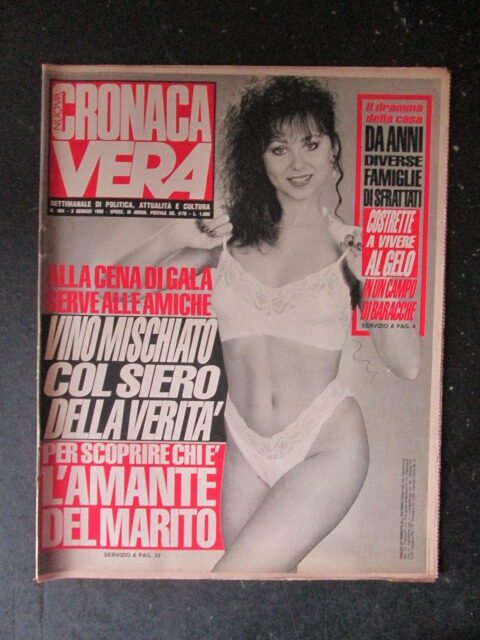 NUOVA
CRONACA
VERA
SETTIMANALE DI POLITICA, ATTUALITÀ E CULTURA
Il dramma
della casa
DA ANNI
DIVERSE
FAMIGLIE
DI SFRATTATI
COSTRETTE
A VIVERE
AL GELO
IN UN CAMPO
DI BARACCHE
SERVIZIO A PAG. 4
ALLA CENA DI GALA
SERVE ALLE AMICHE
VINO MISCHIATO
COL SIERO
DELLA VERITA'
PER SCOPRIRE CHI E'
L'AMANTE
DEL MARITO
SERVIZIO A PAG. 22